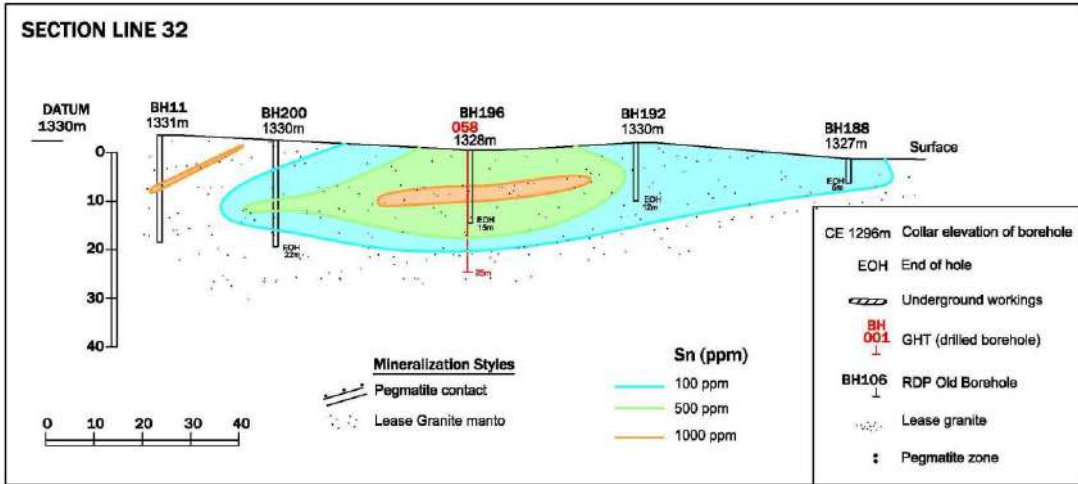 SECTION LINE 32
DATUM
1330m
BH11
1331m
BH200
1330m
BH196
058
1328m
BH192
1330m
BH188
1327m
Surface
0
10
20
30
40
EOH
22m
EOH
15m
25m
EOH
12m
EOH
6m
0 10 20 30 40
Mineralization Styles
Pegmatite contact
Lease Granite manto
Sn (ppm)
100 ppm
500 ppm
1000 ppm
CE 1296m Collar elevation of borehole
EOH End of hole
Underground workings
BH
001 GHT (drilled borehole)
BH106 RDP Old Borehole
Lease granite
Pegmatite zone